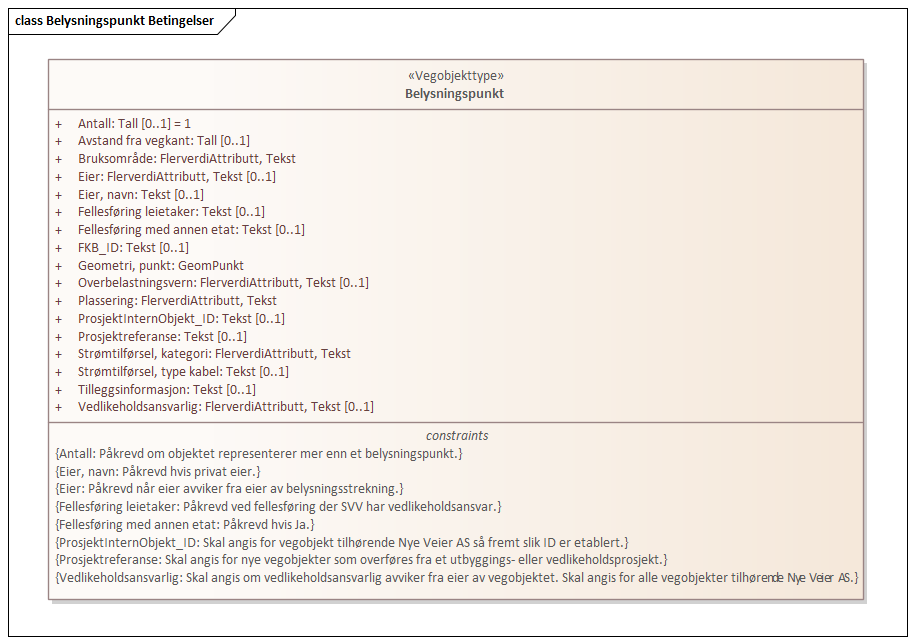 class Belysningspunkt Betingelser
«Vegobjekttype»
Belysningspunkt
+ Antall: Tall [0..1] = 1
+ Avstand fra vegkant: Tall [0..1]
+ Bruksområde: FlerverdiAttributt, Tekst
+ Eier: FlerverdiAttributt, Tekst [0..1]
+ Eier, navn: Tekst [0..1]
+ Fellesføring leietaker: Tekst [0..1]
+ Fellesføring med annen etat: Tekst [0..1]
+ FKB_ID: Tekst [0..1]
+ Geometri, punkt: GeomPunkt
+ Overbelastningsvern: FlerverdiAttributt, Tekst [0..1]
+ Plassering: FlerverdiAttributt, Tekst
+ ProsjektInternObjekt_ID: Tekst [0..1]
+ Prosjektreferanse: Tekst [0..1]
+ Strømtilførsel, kategori: FlerverdiAttributt, Tekst
+ Strømtilførsel, type kabel: Tekst [0..1]
+ Tilleggsinformasjon: Tekst [0..1]
+ Vedlikeholdsansvarlig: FlerverdiAttributt, Tekst [0..1]
constraints
{Antall: Påkrevd om objektet representerer mer enn et belysningspunkt.}
{Eier, navn: Påkrevd hvis privat eier.}
{Eier: Påkrevd når eier avviker fra eier av belysningsstrekning.}
{Fellesføring leietaker: Påkrevd ved fellesføring der SVV har vedlikeholdsansvar.}
{Fellesføring med annen etat: Påkrevd hvis Ja.}
{ProsjektInternObjekt_ID: Skal angis for vegobjekt tilhørende Nye Veier AS så fremt slik ID er etablert.}
{Prosjektreferanse: Skal angis for nye vegobjekter som overføres fra et utbyggings- eller vedlikeholdsprosjekt.}
{Vedlikeholdsansvarlig: Skal angis om vedlikeholdsansvarlig avviker fra eier av vegobjektet. Skal angis for alle vegobjekter tilhørende Nye Veier AS.}